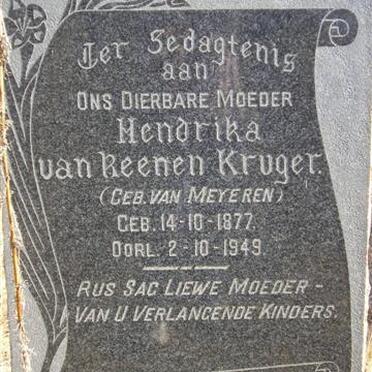 Ter Gedagtenis
aan
ONS DIERBARE MOEDER
Hendrika
van Reenen Kruger.
(GEB. VAN MEYEREN)
GEB. 14-10-1877.
OORL. 2-10-1949.
RUS SAG LIEWE MOEDER -
VAN U VERLANGENDE KINDERS.